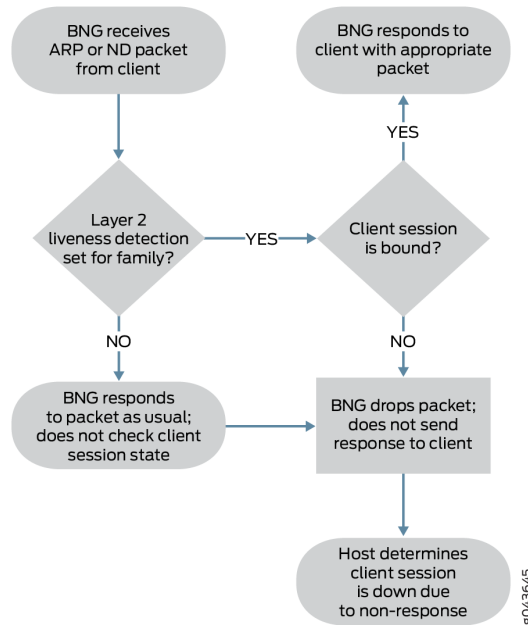 BNG receives
ARP or ND packet
from client
BNG responds to
client with appropriate
packet
YES
Layer 2
liveness detection
set for family?
YES
Client session
is bound?
NO
NO
BNG responds
to packet as usual;
does not check client
session state
BNG drops packet;
does not send
response to client
Host determines
client session
is down due
to non-response
g043645